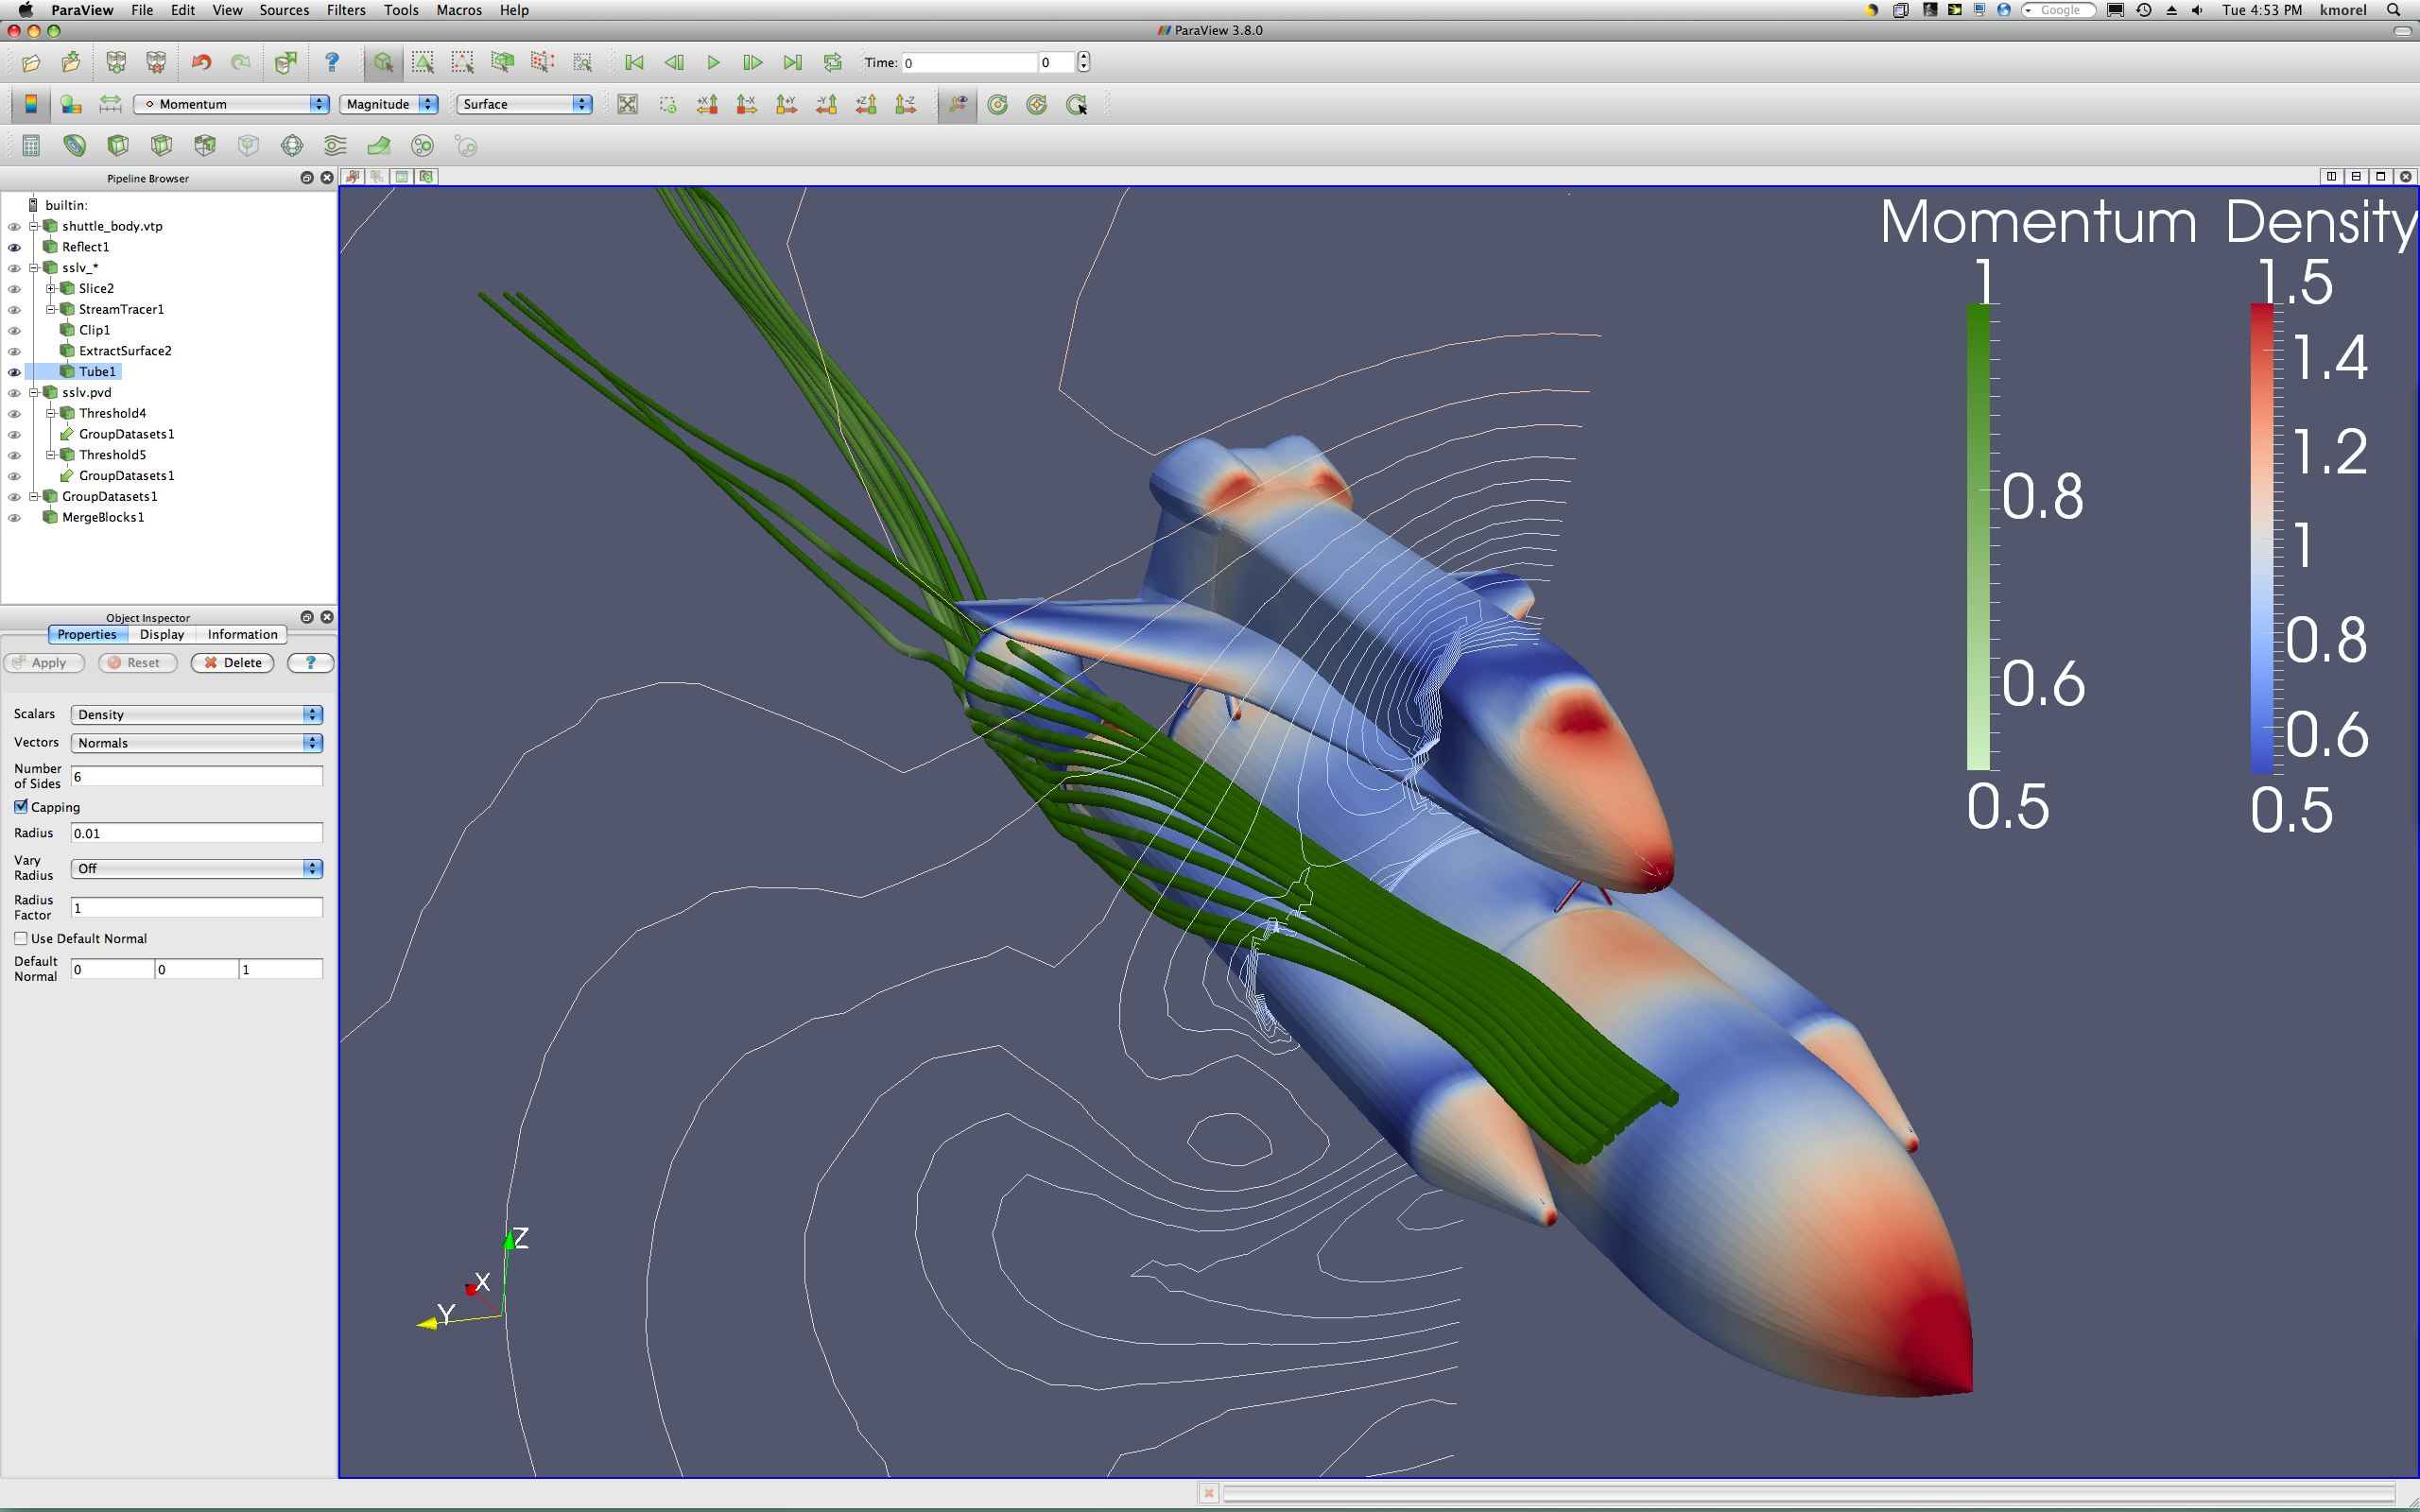 ParaView File Edit View Sources Filters Tools Macros Help
Google Tue 4:53 PM kmorel
ParaView 3.8.0
Time: 0 0
Momentum Magnitude Surface
+X -X +Y -Y +Z -Z
Pipeline Browser
builtin:
shuttle_body.vtp
Reflect1
sslv_*
Slice2
StreamTracer1
Clip1
ExtractSurface2
Tube1
sslv.pvd
Threshold4
GroupDatasets1
Threshold5
GroupDatasets1
GroupDatasets1
MergeBlocks1
Object Inspector
Properties Display Information
Apply Reset Delete ?
Scalars Density
Vectors Normals
Number of Sides 6
Capping
Radius 0.01
Vary Radius Off
Radius Factor 1
Use Default Normal
Default Normal 0 0 1
Momentum
1
0.8
0.6
0.5
Density
1.5
1.4
1.2
1
0.8
0.6
0.5
Z
X
Y